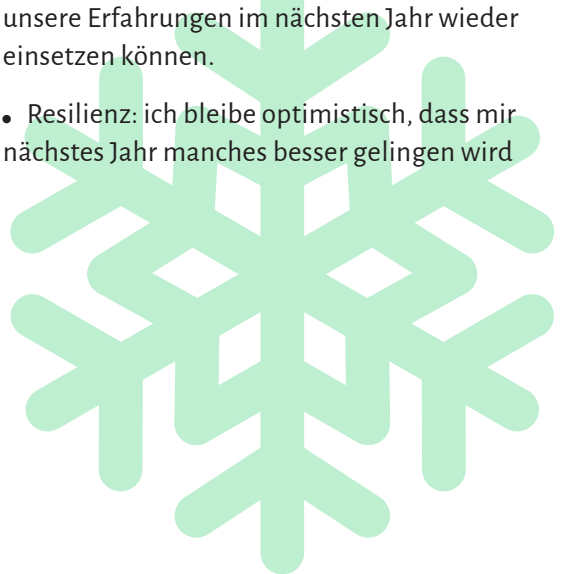 unsere Erfahrungen im nächsten Jahr wieder
einsetzen können.
• Resilienz: ich bleibe optimistisch, dass mir
nächstes Jahr manches besser gelingen wird